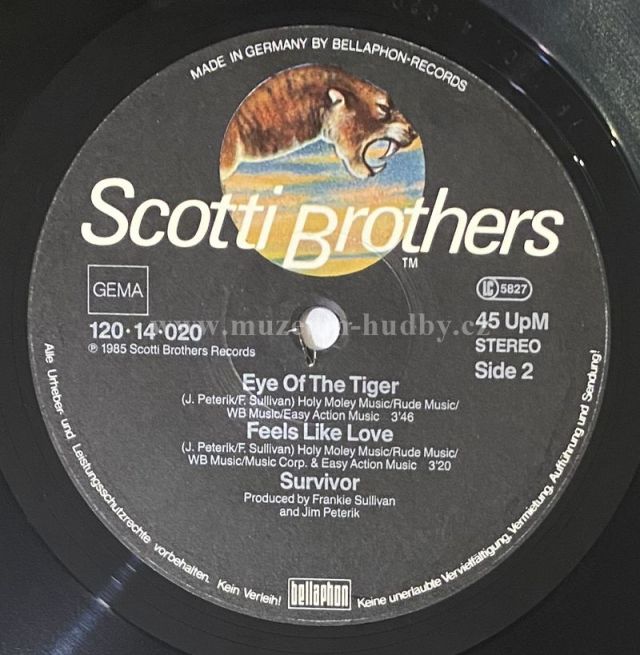 MADE IN GERMANY BY BELLAPHON-RECORDS
Scotti Brothers
TM
GEMA
LC 5827
120·14·020
45 UpM
℗ 1985 Scotti Brothers Records
STEREO
Side 2
Eye Of The Tiger
(J. Peterik/F. Sullivan) Holy Moley Music/Rude Music/
WB Music/Easy Action Music 3'46
Feels Like Love
(J. Peterik/F. Sullivan) Holy Moley Music/Rude Music/
WB Music/Music Corp. & Easy Action Music 3'20
Survivor
Produced by Frankie Sullivan
and Jim Peterik
Alle Urheber- und Leistungsschutzrechte vorbehalten. Kein Verleih!
bellaphon
Keine unerlaubte Vervielfältigung, Vermietung, Aufführung und Sendung!